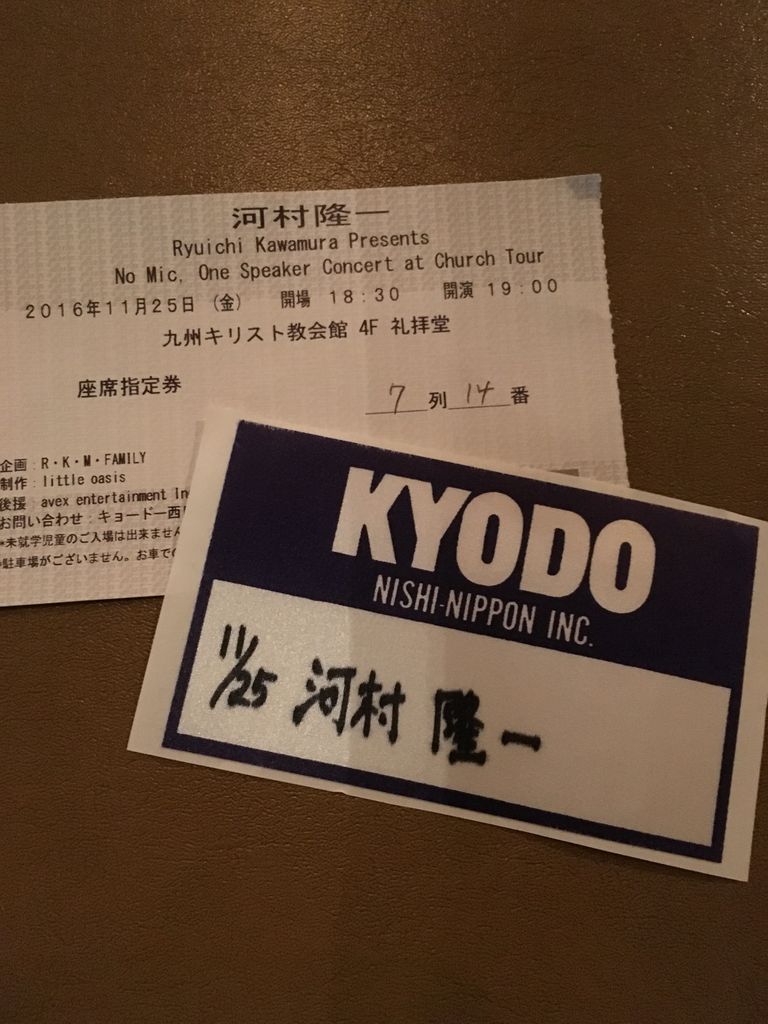 河村隆一
Ryuichi Kawamura Presents
No Mic, One Speaker Concert at Church Tour
2016年11月25日（金） 開場 18:30 開演 19:00
九州キリスト教会館 4F 礼拝堂
座席指定券
7列14番
企画：R・K・M・FAMILY
制作：little oasis
後援：avex entertainment In
お問い合わせ：キョードー西
*未就学児童のご入場は出来ませ
*駐車場がございません。お車で
KYODO
NISHI-NIPPON INC.
11/25 河村 隆一